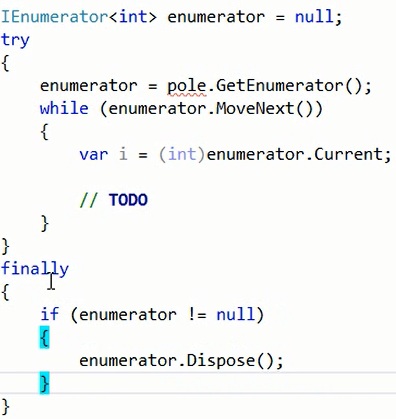 IEnumerator<int> enumerator = null;
try
{
    enumerator = pole.GetEnumerator();
    while (enumerator.MoveNext())
    {
        var i = (int)enumerator.Current;
        // TODO
    }
}
finally
{
    if (enumerator != null)
    {
        enumerator.Dispose();
    }
}